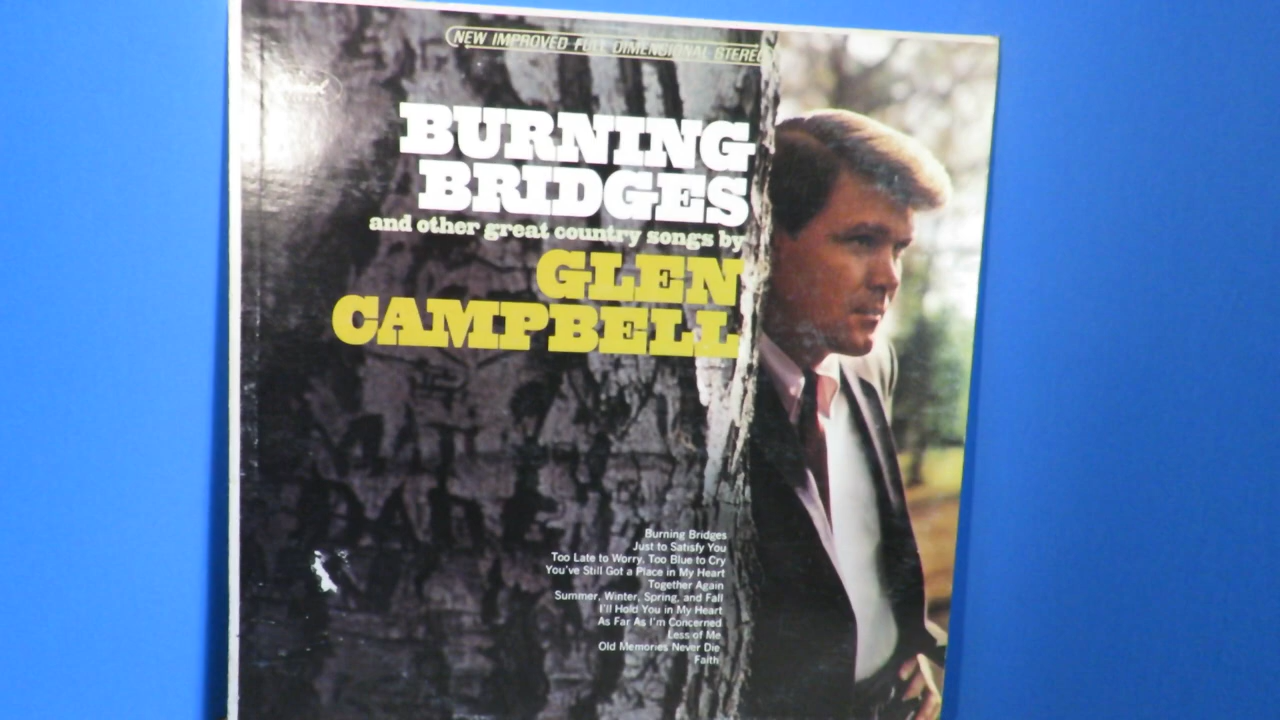 NEW IMPROVED FULL DIMENSIONAL STEREO
BURNING
BRIDGES
and other great country songs by
GLEN
CAMPBELL
Burning Bridges
Just to Satisfy You
Too Late to Worry, Too Blue to Cry
You've Still Got a Place in My Heart
Together Again
Summer, Winter, Spring, and Fall
I'll Hold You in My Heart
As Far As I'm Concerned
Less of Me
Old Memories Never Die
Faith